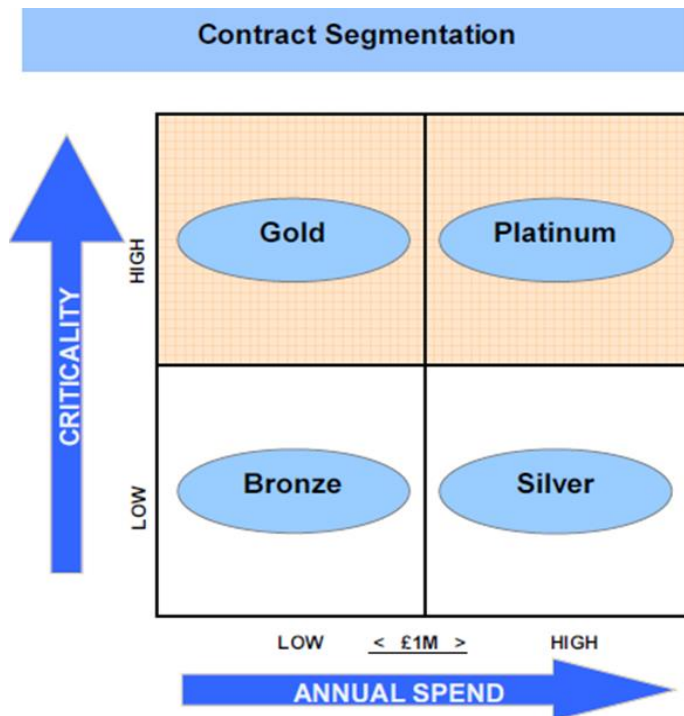 Contract Segmentation
HIGH
Gold
Platinum
CRITICALITY
LOW
Bronze
Silver
LOW < £1M > HIGH
ANNUAL SPEND